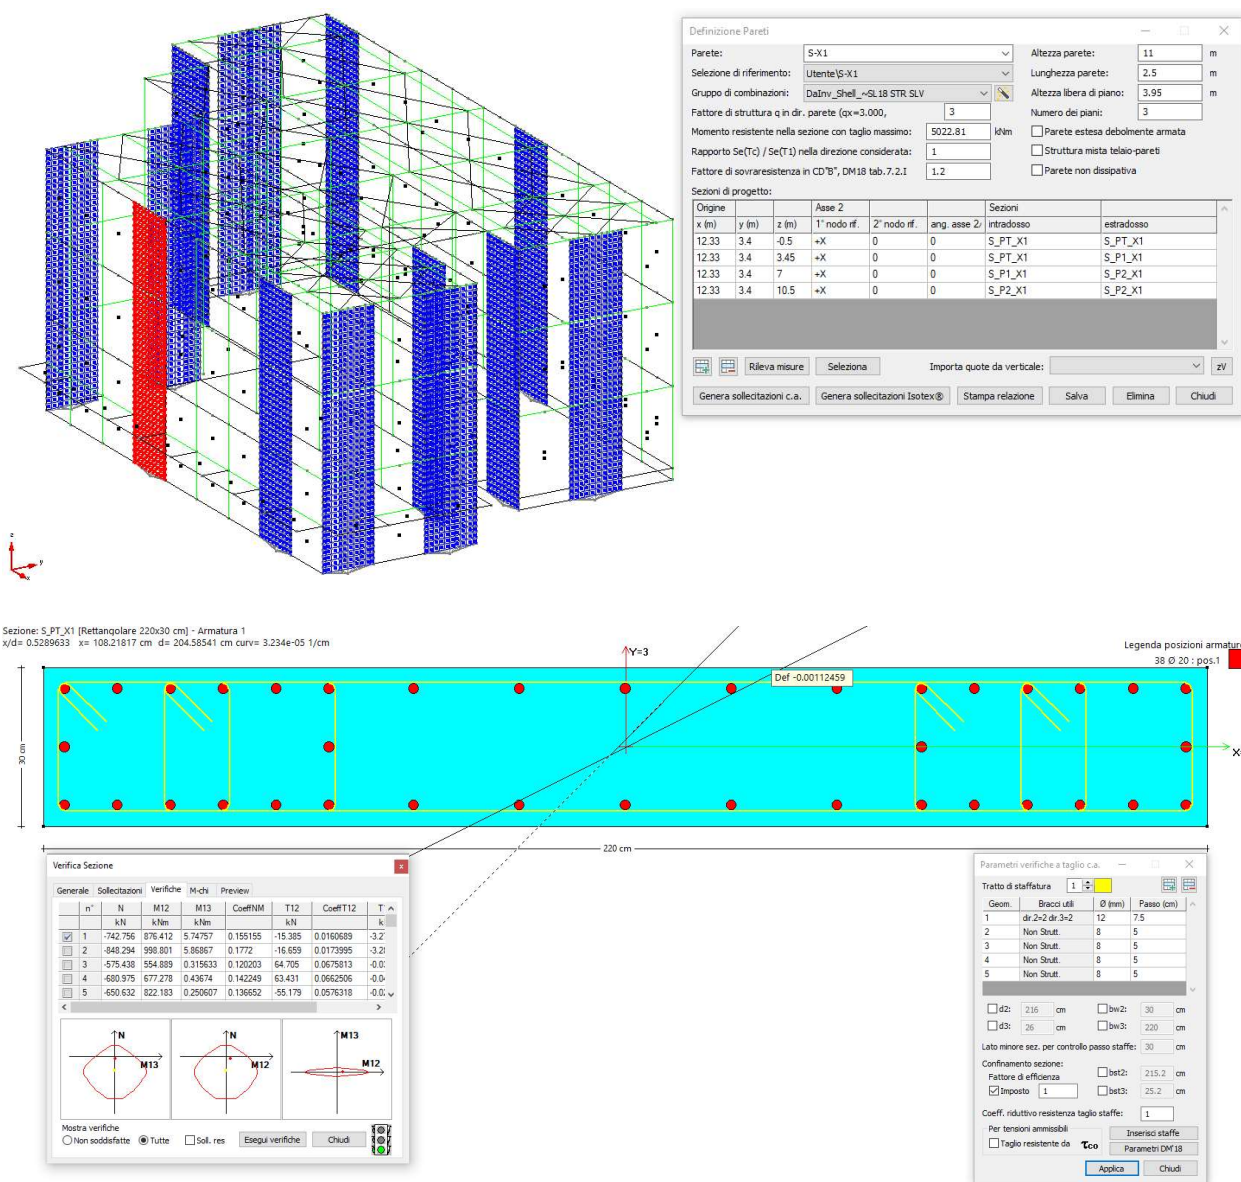 Definizione Pareti
Parete: S-X1 Altezza parete: 11 m
Selezione di riferimento: Utente\S-X1 Lunghezza parete: 2.5 m
Gruppo di combinazioni: DaInv_Shell_~SL18 STR SLV Altezza libera di piano: 3.95 m
Fattore di struttura q in dir. parete (qx=3.000, 3 Numero dei piani: 3
Momento resistente nella sezione con taglio massimo: 5022.81 kNm Parete estesa debolmente armata
Rapporto Se(Tc) / Se(T1) nella direzione considerata: 1 Struttura mista telaio-pareti
Fattore di sovraresistenza in CD"B", DM18 tab.7.2.I 1.2 Parete non dissipativa
Sezioni di progetto:
Origine Asse 2 Sezioni
x (m) y (m) z (m) 1° nodo rif. 2° nodo rif. ang. asse 2/ intradosso estradosso
12.33 3.4 -0.5 +X 0 0 S_PT_X1 S_PT_X1
12.33 3.4 3.45 +X 0 0 S_PT_X1 S_P1_X1
12.33 3.4 7 +X 0 0 S_P1_X1 S_P2_X1
12.33 3.4 10.5 +X 0 0 S_P2_X1 S_P2_X1
Rileva misure Seleziona Importa quote da verticale: zV
Genera sollecitazioni c.a. Genera sollecitazioni Isotex® Stampa relazione Salva Elimina Chiudi
z
y
x
Sezione: S_PT_X1 [Rettangolare 220x30 cm] - Armatura 1
x/d= 0.5289633 x= 108.21817 cm d= 204.58541 cm curv= 3.234e-05 1/cm
Legenda posizioni armature
38 Ø 20 : pos.1
Y=3
Def -0.00112459
30 cm
X=
220 cm
Verifica Sezione
Generale Sollecitazioni Verifiche M-chi Preview
n° N M12 M13 CoeffNM T12 CoeffT12 T
kN kNm kNm kN k
1 -742.756 876.412 5.74757 0.155155 -15.385 0.0160689 -3.2
2 -848.294 998.801 5.86867 0.1772 -16.659 0.0173995 -3.28
3 -575.438 554.889 0.315633 0.120203 64.705 0.0675813 -0.0
4 -680.975 677.278 0.43674 0.142249 63.431 0.0662506 -0.0
5 -650.632 822.183 0.250607 0.136652 -55.179 0.0576318 -0.0
N
M13
N
M12
M13
M12
Mostra verifiche
Non soddisfatte Tutte Soll. res Esegui verifiche Chiudi
Parametri verifiche a taglio c.a.
Tratto di staffatura 1
Geom. Bracci utili Ø (mm) Passo (cm)
1 dir.2=2 dir.3=2 12 7.5
2 Non Strutt. 8 5
3 Non Strutt. 8 5
4 Non Strutt. 8 5
5 Non Strutt. 8 5
d2: 216 cm bw2: 30 cm
d3: 26 cm bw3: 220 cm
Lato minore sez. per controllo passo staffe: 30 cm
Confinamento sezione:
Fattore di efficienza bst2: 215.2 cm
Imposto 1 bst3: 25.2 cm
Coeff. riduttivo resistenza taglio staffe: 1
Per tensioni ammissibili Inserisci staffe
Taglio resistente da τco Parametri DM'18
Applica Chiudi